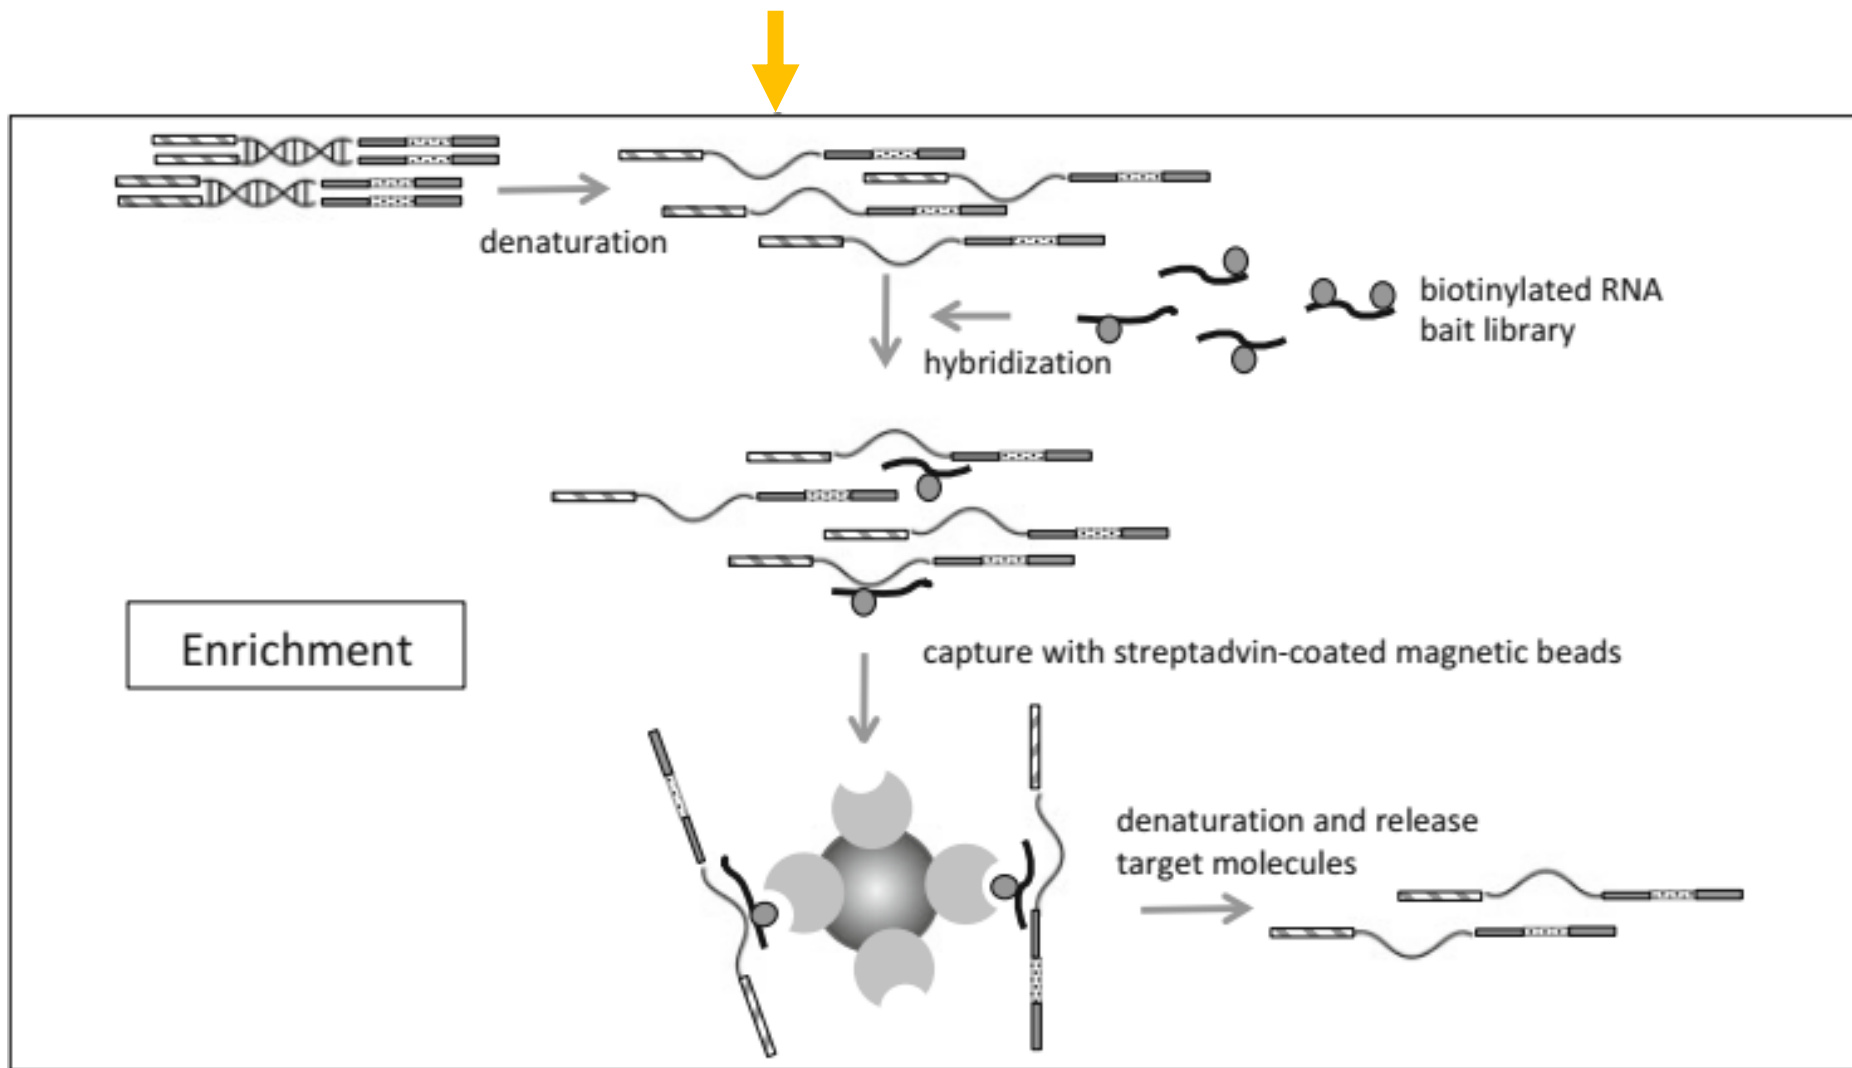 denaturation
biotinylated RNA
bait library
hybridization
Enrichment
capture with streptadvin-coated magnetic beads
denaturation and release
target molecules